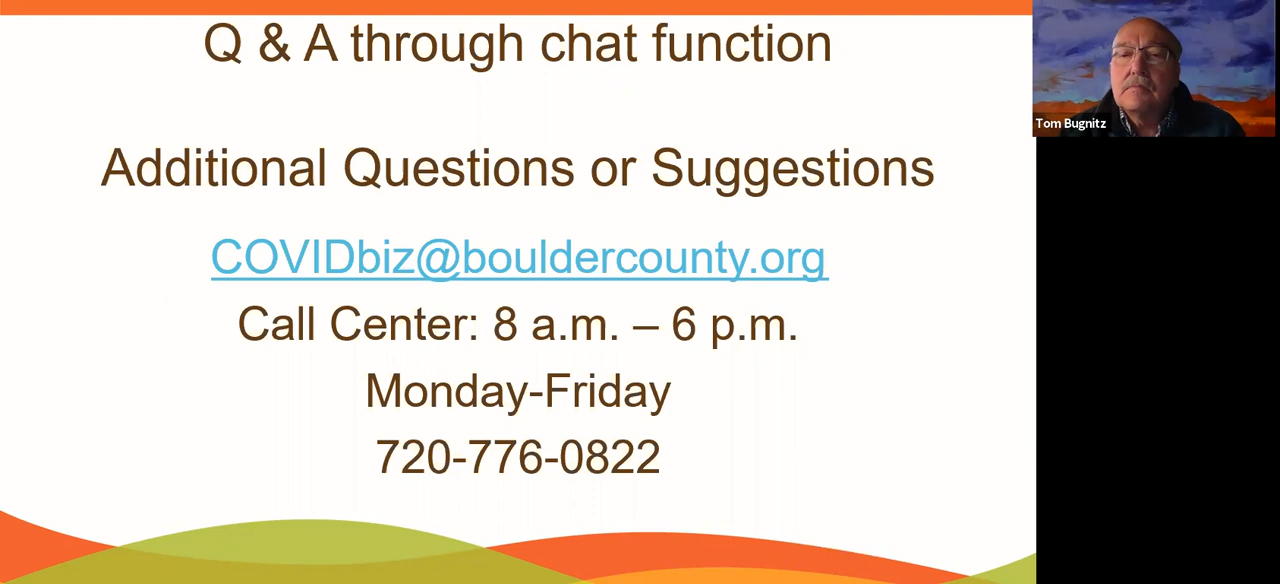 Q & A through chat function
Additional Questions or Suggestions
COVIDbiz@bouldercounty.org
Call Center: 8 a.m. – 6 p.m.
Monday-Friday
720-776-0822
Tom Bugnitz